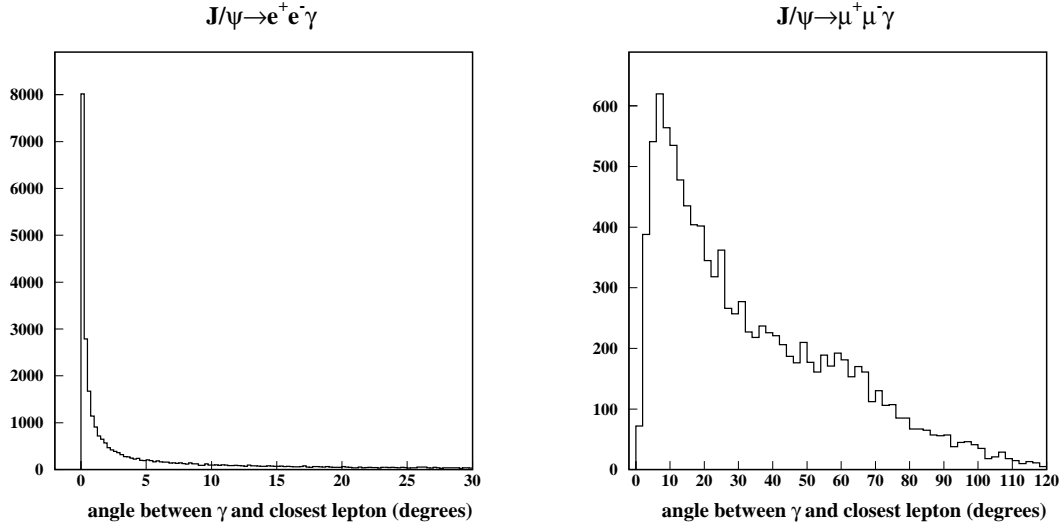 J/ψ→e⁺e⁻γ
8000
7000
6000
5000
4000
3000
2000
1000
0
0 5 10 15 20 25 30
angle between γ and closest lepton (degrees)
J/ψ→μ⁺μ⁻γ
600
500
400
300
200
100
0
0 10 20 30 40 50 60 70 80 90 100 110 120
angle between γ and closest lepton (degrees)